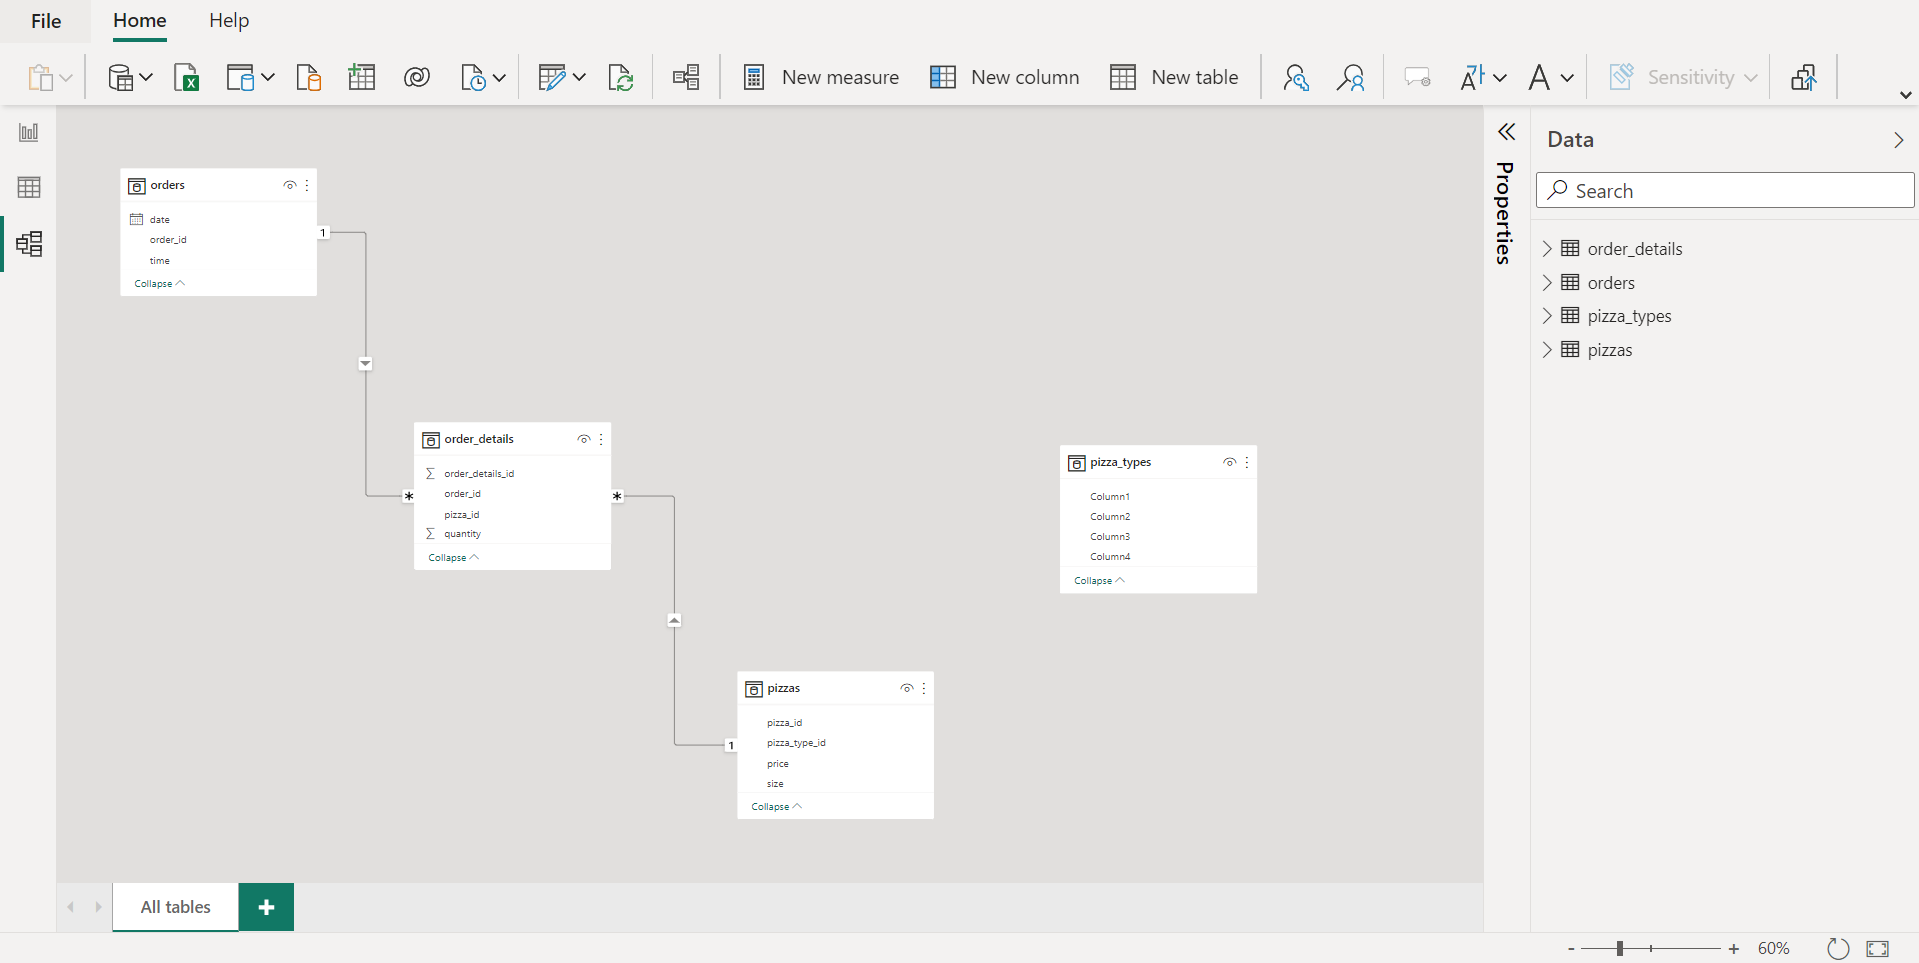 File Home Help
New measure New column New table Sensitivity
orders
date
order_id
time
Collapse
1
order_details
order_details_id
order_id
pizza_id
quantity
Collapse
*
*
pizza_types
Column1
Column2
Column3
Column4
Collapse
pizzas
pizza_id
pizza_type_id
price
size
Collapse
1
Properties
Data
Search
order_details
orders
pizza_types
pizzas
All tables +
- + 60%